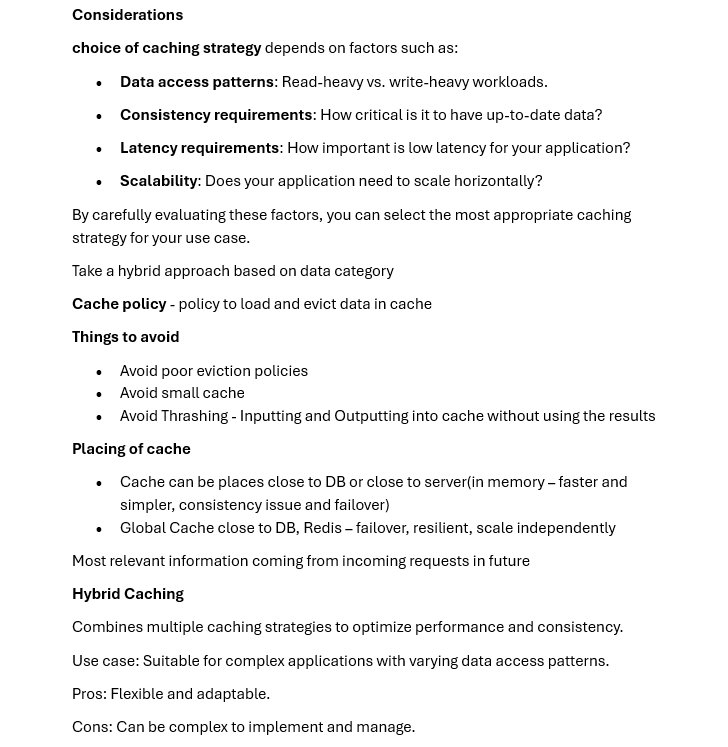 Considerations
choice of caching strategy depends on factors such as:
• Data access patterns: Read-heavy vs. write-heavy workloads.
• Consistency requirements: How critical is it to have up-to-date data?
• Latency requirements: How important is low latency for your application?
• Scalability: Does your application need to scale horizontally?
By carefully evaluating these factors, you can select the most appropriate caching
strategy for your use case.
Take a hybrid approach based on data category
Cache policy - policy to load and evict data in cache
Things to avoid
• Avoid poor eviction policies
• Avoid small cache
• Avoid Thrashing - Inputting and Outputting into cache without using the results
Placing of cache
• Cache can be places close to DB or close to server(in memory – faster and
simpler, consistency issue and failover)
• Global Cache close to DB, Redis – failover, resilient, scale independently
Most relevant information coming from incoming requests in future
Hybrid Caching
Combines multiple caching strategies to optimize performance and consistency.
Use case: Suitable for complex applications with varying data access patterns.
Pros: Flexible and adaptable.
Cons: Can be complex to implement and manage.